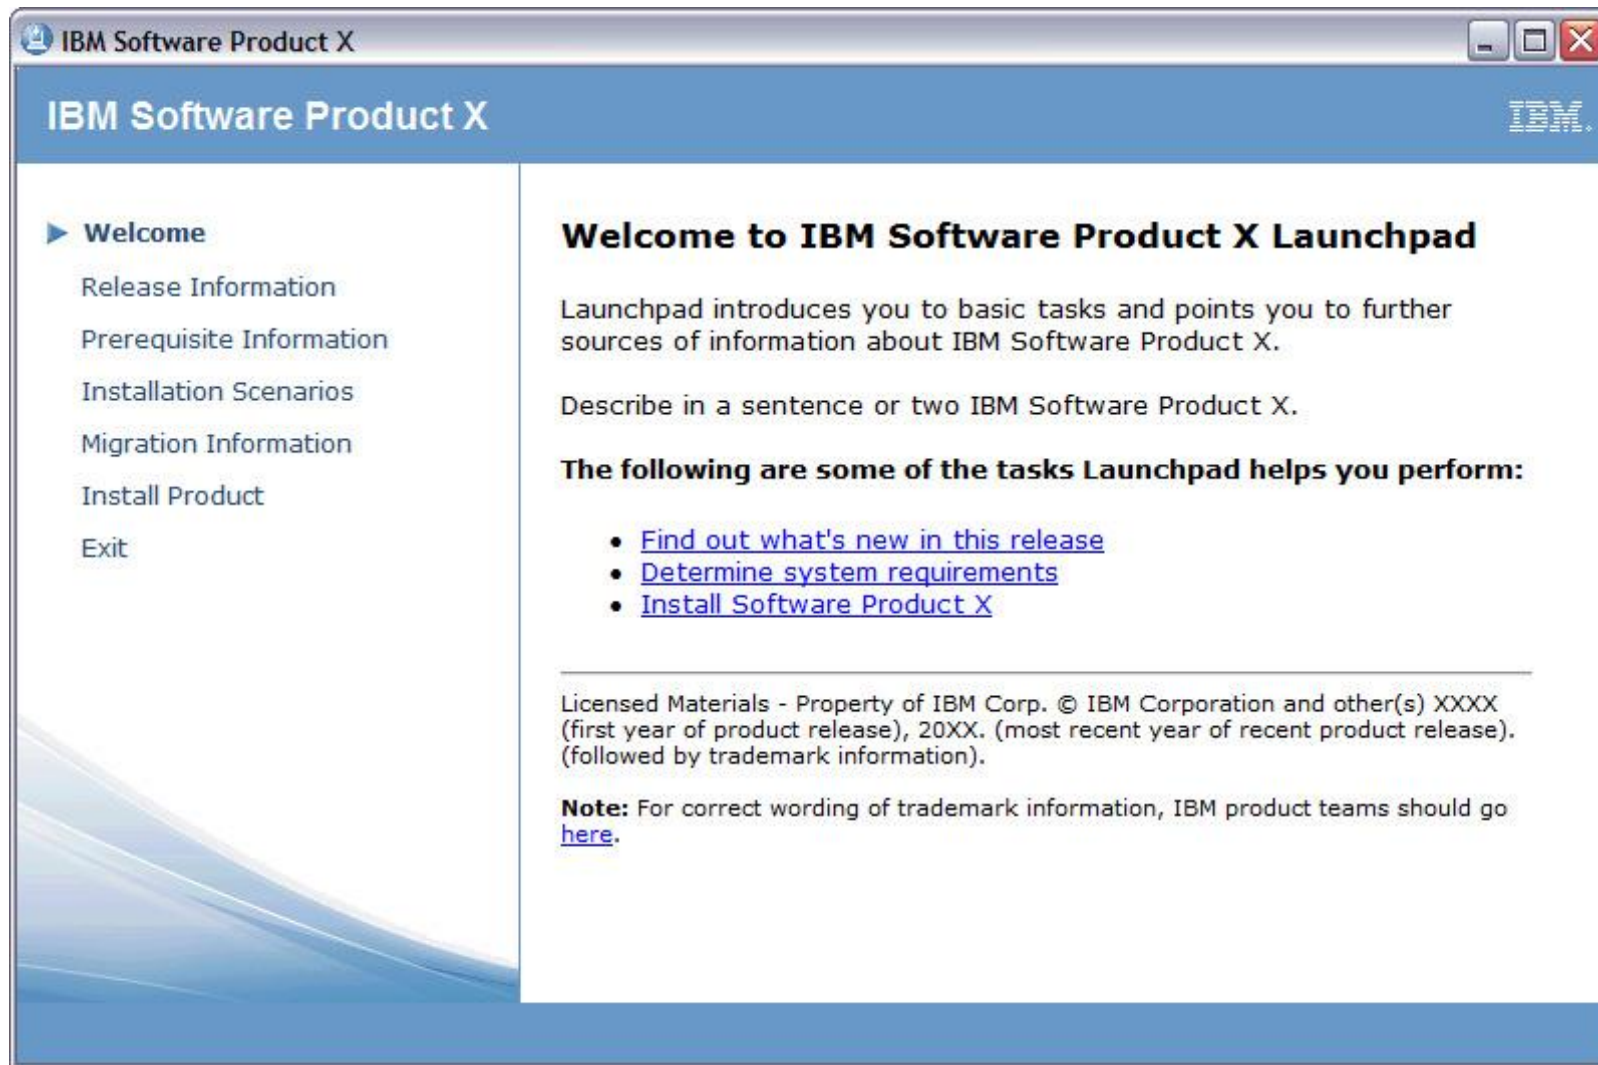 IBM Software Product X
IBM Software Product X
IBM.
Welcome
Release Information
Prerequisite Information
Installation Scenarios
Migration Information
Install Product
Exit
Welcome to IBM Software Product X Launchpad
Launchpad introduces you to basic tasks and points you to further
sources of information about IBM Software Product X.
Describe in a sentence or two IBM Software Product X.
The following are some of the tasks Launchpad helps you perform:
• Find out what's new in this release
• Determine system requirements
• Install Software Product X
Licensed Materials - Property of IBM Corp. © IBM Corporation and other(s) XXXX
(first year of product release), 20XX. (most recent year of recent product release).
(followed by trademark information).
Note: For correct wording of trademark information, IBM product teams should go
here.